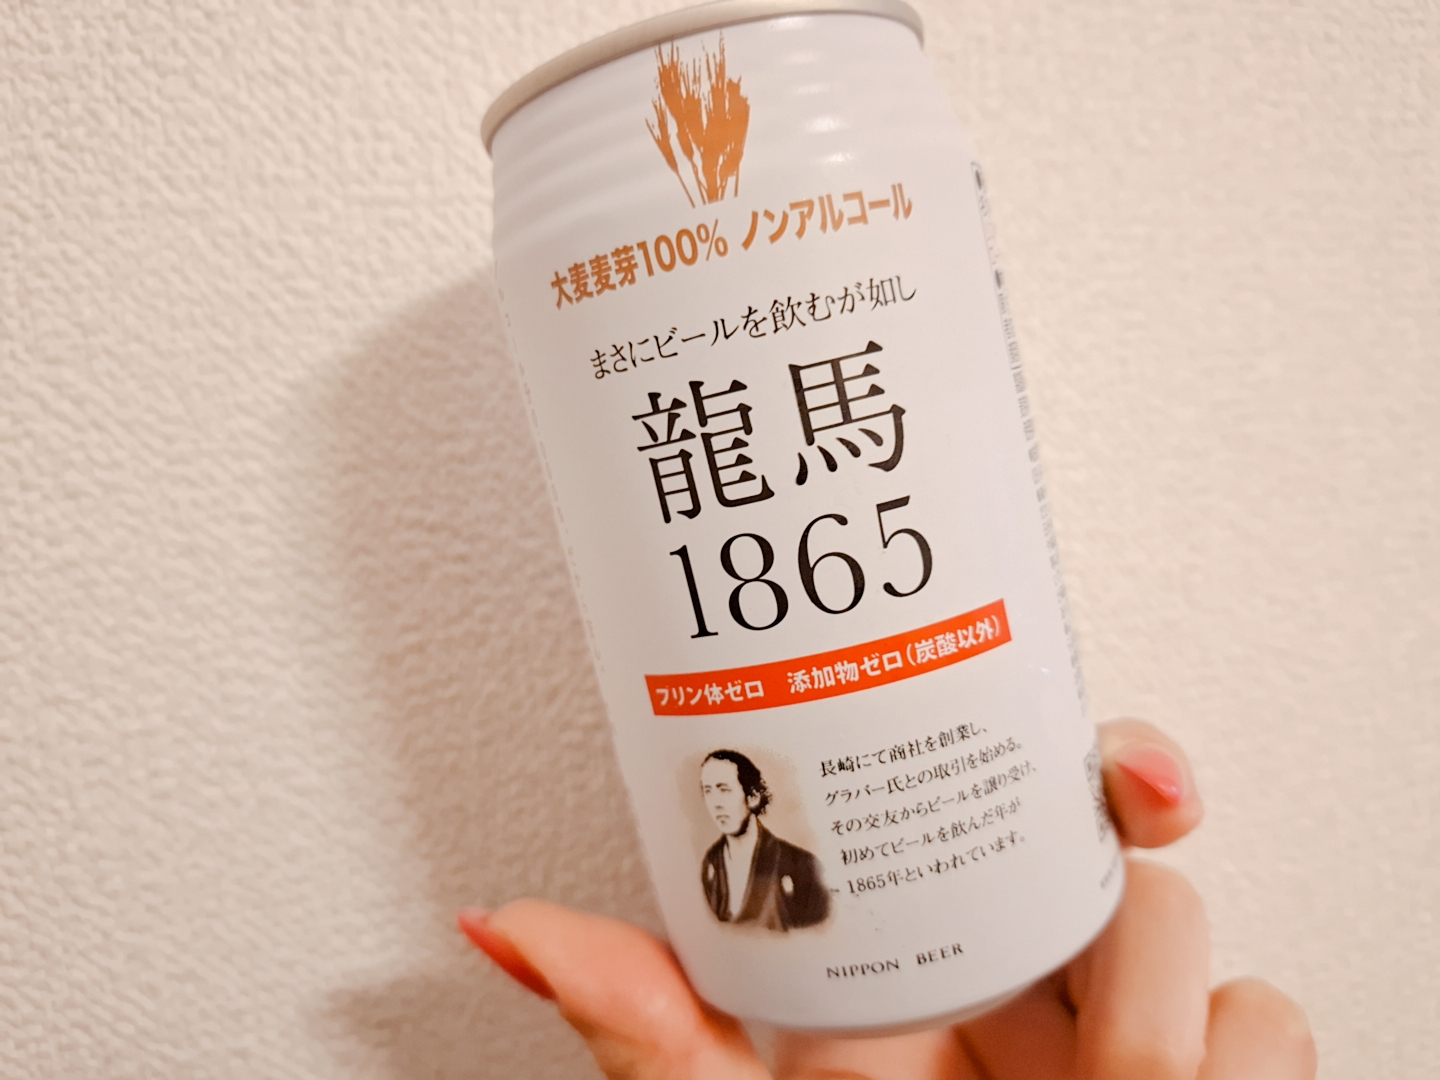 大麦麦芽100% ノンアルコール
まさにビールを飲むが如し
龍馬
1865
プリン体ゼロ 添加物ゼロ(炭酸以外)
長崎にて商社を創業し、
グラバー氏との取引を始める。
その交友からビールを譲り受け、
初めてビールを飲んだ年が
1865年といわれています。
NIPPON BEER